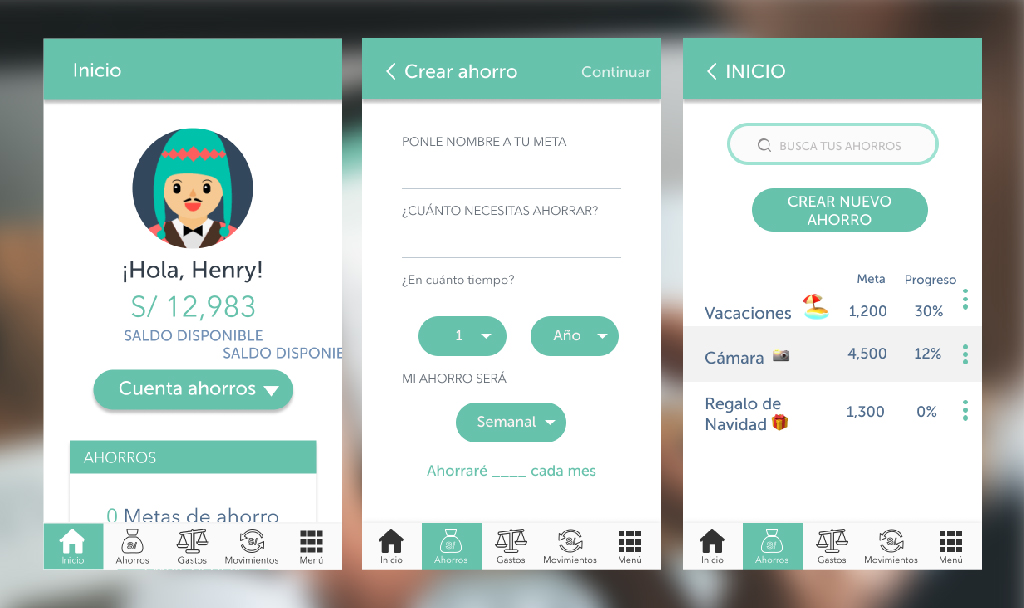 Inicio
¡Hola, Henry!
S/ 12,983
SALDO DISPONIBLE
SALDO DISPONIE
Cuenta ahorros
AHORROS
0 Metas de ahorro
Inicio
Ahorros
Gastos
Movimientos
Menú
Crear ahorro
Continuar
PONLE NOMBRE A TU META
¿CUÁNTO NECESITAS AHORRAR?
¿En cuánto tiempo?
1 Año
MI AHORRO SERÁ
Semanal
Ahorraré ____ cada mes
Inicio
Ahorros
Gastos
Movimientos
Menú
INICIO
BUSCA TUS AHORROS
CREAR NUEVO
AHORRO
Meta Progreso
Vacaciones 1,200 30%
Cámara 4,500 12%
Regalo de
Navidad 1,300 0%
Inicio
Ahorros
Gastos
Movimientos
Menú